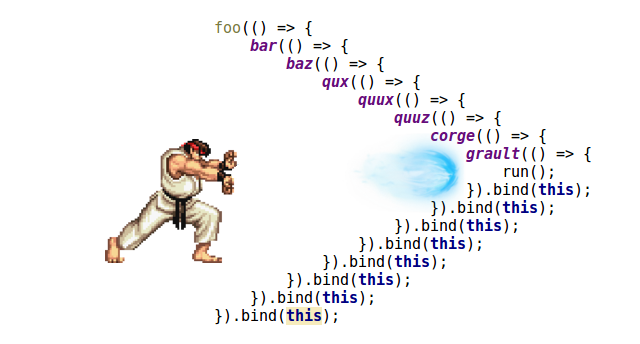 foo(() => {
    bar(() => {
        baz(() => {
            qux(() => {
                quux(() => {
                    quuz(() => {
                        corge(() => {
                            grault(() => {
                                run();
                            }).bind(this);
                        }).bind(this);
                    }).bind(this);
                }).bind(this);
            }).bind(this);
        }).bind(this);
    }).bind(this);
}).bind(this);